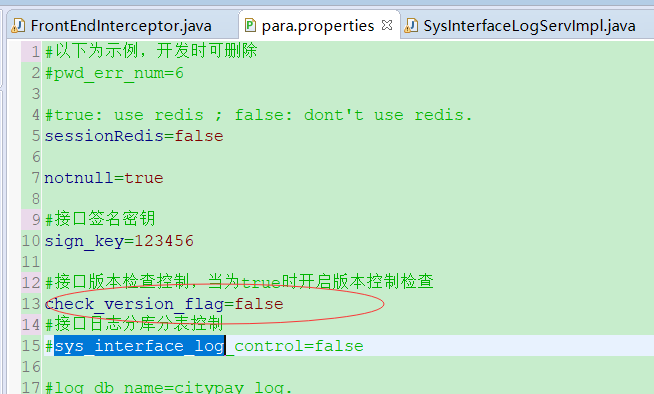 FrontEndInterceptor.java para.properties SysInterfaceLogServImpl.java
1 #以下为示例，开发时可删除
2 #pwd_err_num=6
3
4 #true: use redis ; false: dont't use redis.
5 sessionRedis=false
6
7 notnull=true
8
9 #接口签名密钥
10 sign_key=123456
11
12 #接口版本检查控制，当为true时开启版本控制检查
13 check_version_flag=false
14 #接口日志分库分表控制
15 #sys_interface_log_control=false
16
17 #log_db_name=citypay_log.